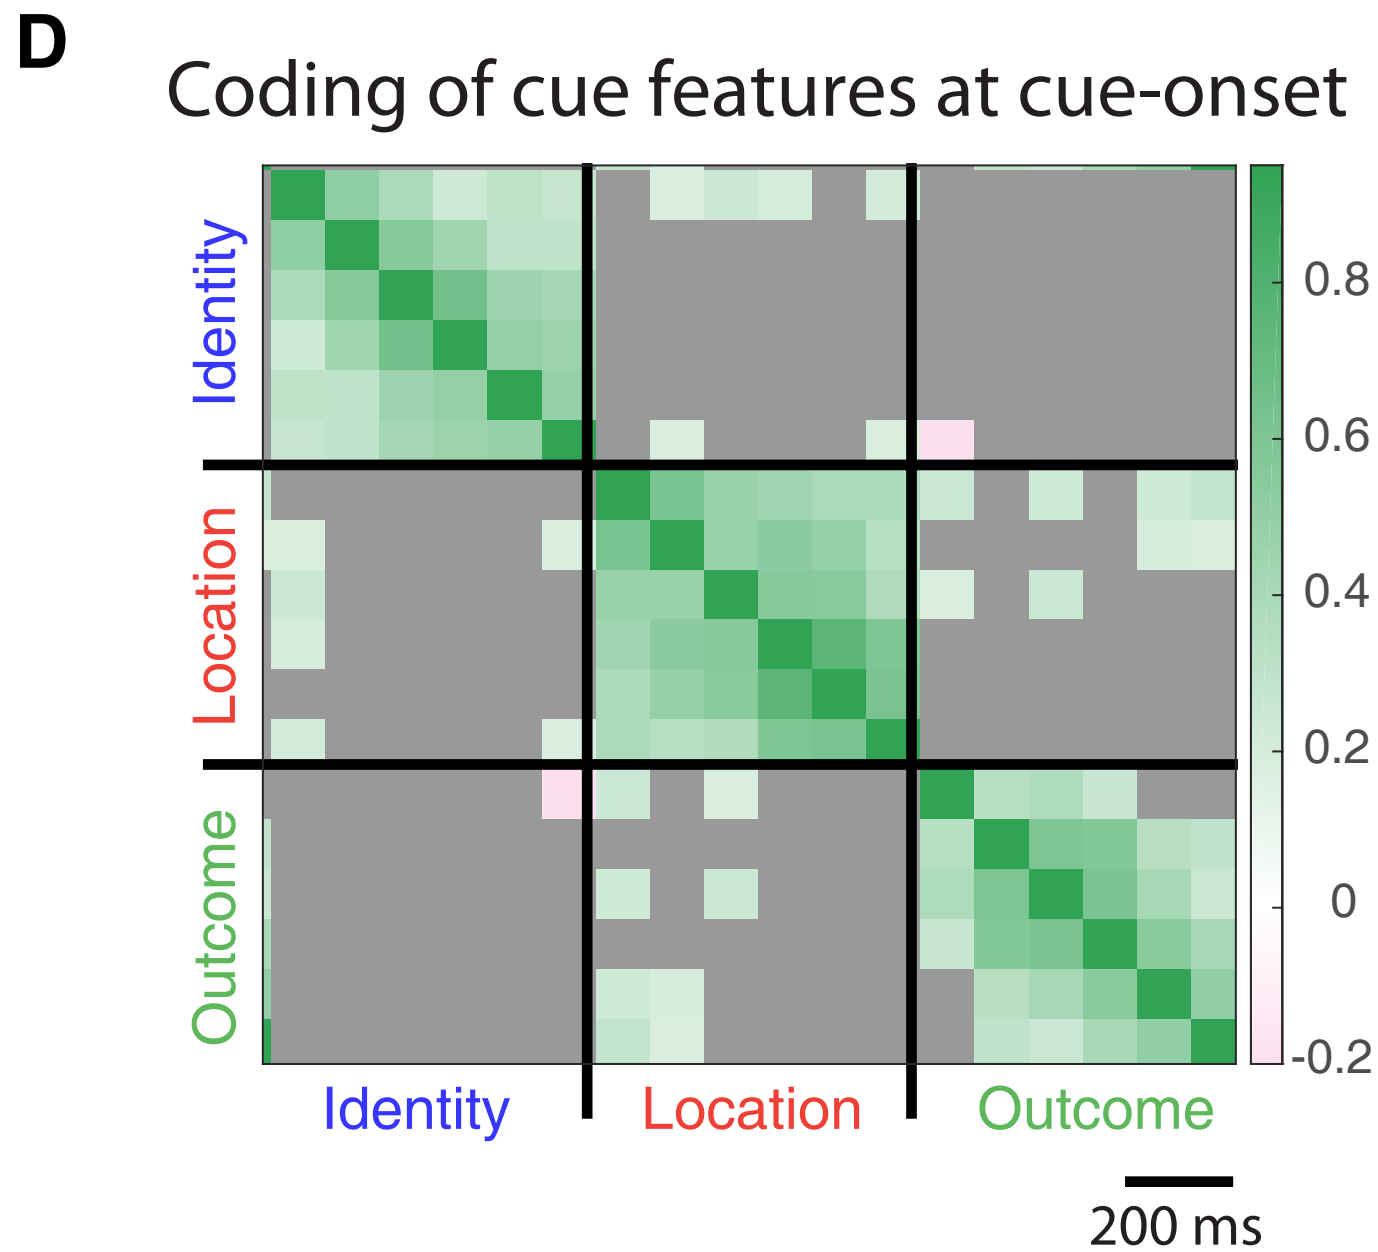 D
Coding of cue features at cue-onset
Identity
Location
Outcome
0.8
0.6
0.4
0.2
0
-0.2
Identity
Location
Outcome
200 ms